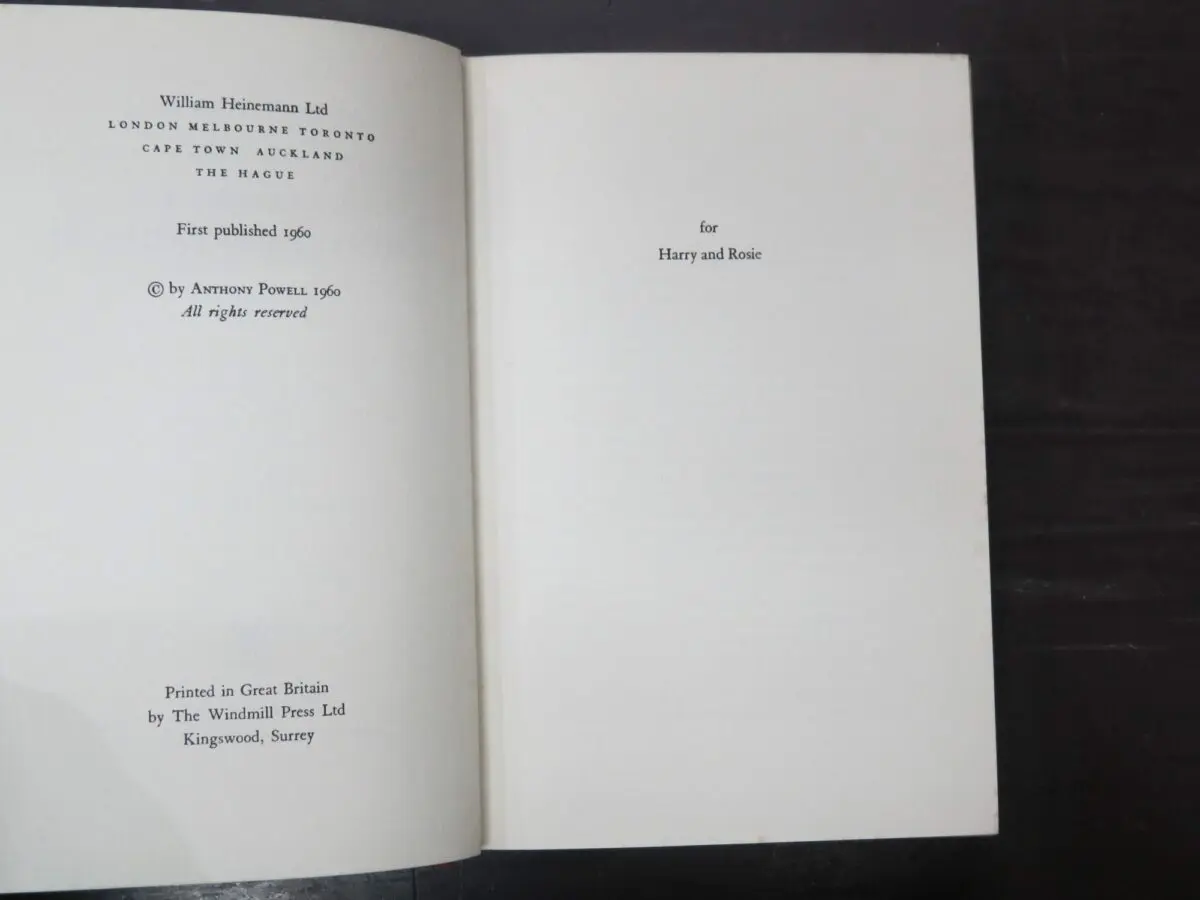 William Heinemann Ltd
LONDON MELBOURNE TORONTO
CAPE TOWN AUCKLAND
THE HAGUE
First published 1960
© by ANTHONY POWELL 1960
All rights reserved
Printed in Great Britain
by The Windmill Press Ltd
Kingswood, Surrey
for
Harry and Rosie